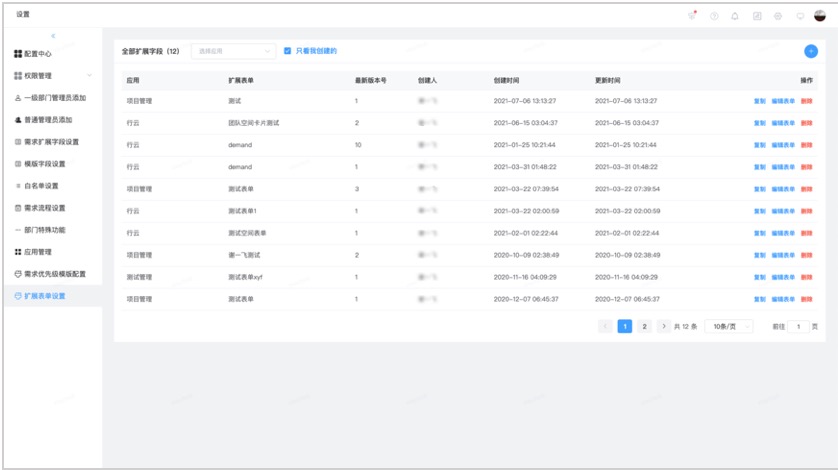 设置
配置中心
权限管理
一级部门管理员添加
普通管理员添加
需求扩展字段设置
模版字段设置
白名单设置
需求流程设置
部门特殊功能
应用管理
需求优先级模版配置
扩展表单设置
全部扩展字段（12） 选择应用 只看我创建的
应用 扩展表单 最新版本号 创建人 创建时间 更新时间 操作
项目管理 测试 1 2021-07-06 13:13:27 2021-07-06 13:13:27 复制 编辑表单 删除
行云 团队空间卡片测试 2 2021-06-15 03:04:37 2021-06-15 03:04:37 复制 编辑表单 删除
行云 demand 10 2021-01-25 10:21:44 2021-01-25 10:21:44 复制 编辑表单 删除
行云 demand 1 2021-03-31 01:48:22 2021-03-31 01:48:22 复制 编辑表单 删除
项目管理 测试表单 3 2021-03-22 07:39:54 2021-03-22 07:39:54 复制 编辑表单 删除
行云 测试表单1 1 2021-03-22 02:00:59 2021-03-22 02:00:59 复制 编辑表单 删除
行云 测试空间表单 1 2021-02-01 02:22:44 2021-02-01 02:22:44 复制 编辑表单 删除
项目管理 谢一飞测试 2 2020-10-09 02:38:49 2020-10-09 02:38:49 复制 编辑表单 删除
测试管理 测试表单xyf 1 2020-11-16 04:09:29 2020-11-16 04:09:29 复制 编辑表单 删除
项目管理 测试表单 1 2020-12-07 06:45:37 2020-12-07 06:45:37 复制 编辑表单 删除
1 2 共 12 条 10条/页 前往 1 页